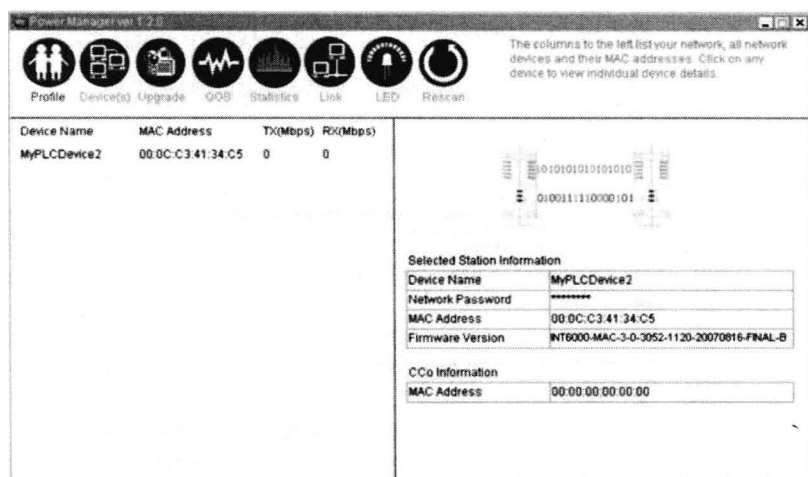 Power Manager ver 1.2.0
The columns to the left list your network, all network
devices and their MAC addresses. Click on any
device to view individual device details.
Profile Device(s) Upgrade QOS Statistics Link LED Rescan
Device Name MAC Address TX(Mbps) RX(Mbps)
MyPLCDevice2 00:0C:C3:41:34:C5 0 0
1010101010101010
0100111110000101
Selected Station Information
Device Name MyPLCDevice2
Network Password ********
MAC Address 00:0C:C3:41:34:C5
Firmware Version INT6000-MAC-3-0-3052-1120-20070816-FINAL-B
CCo Information
MAC Address 00:00:00:00:00:00